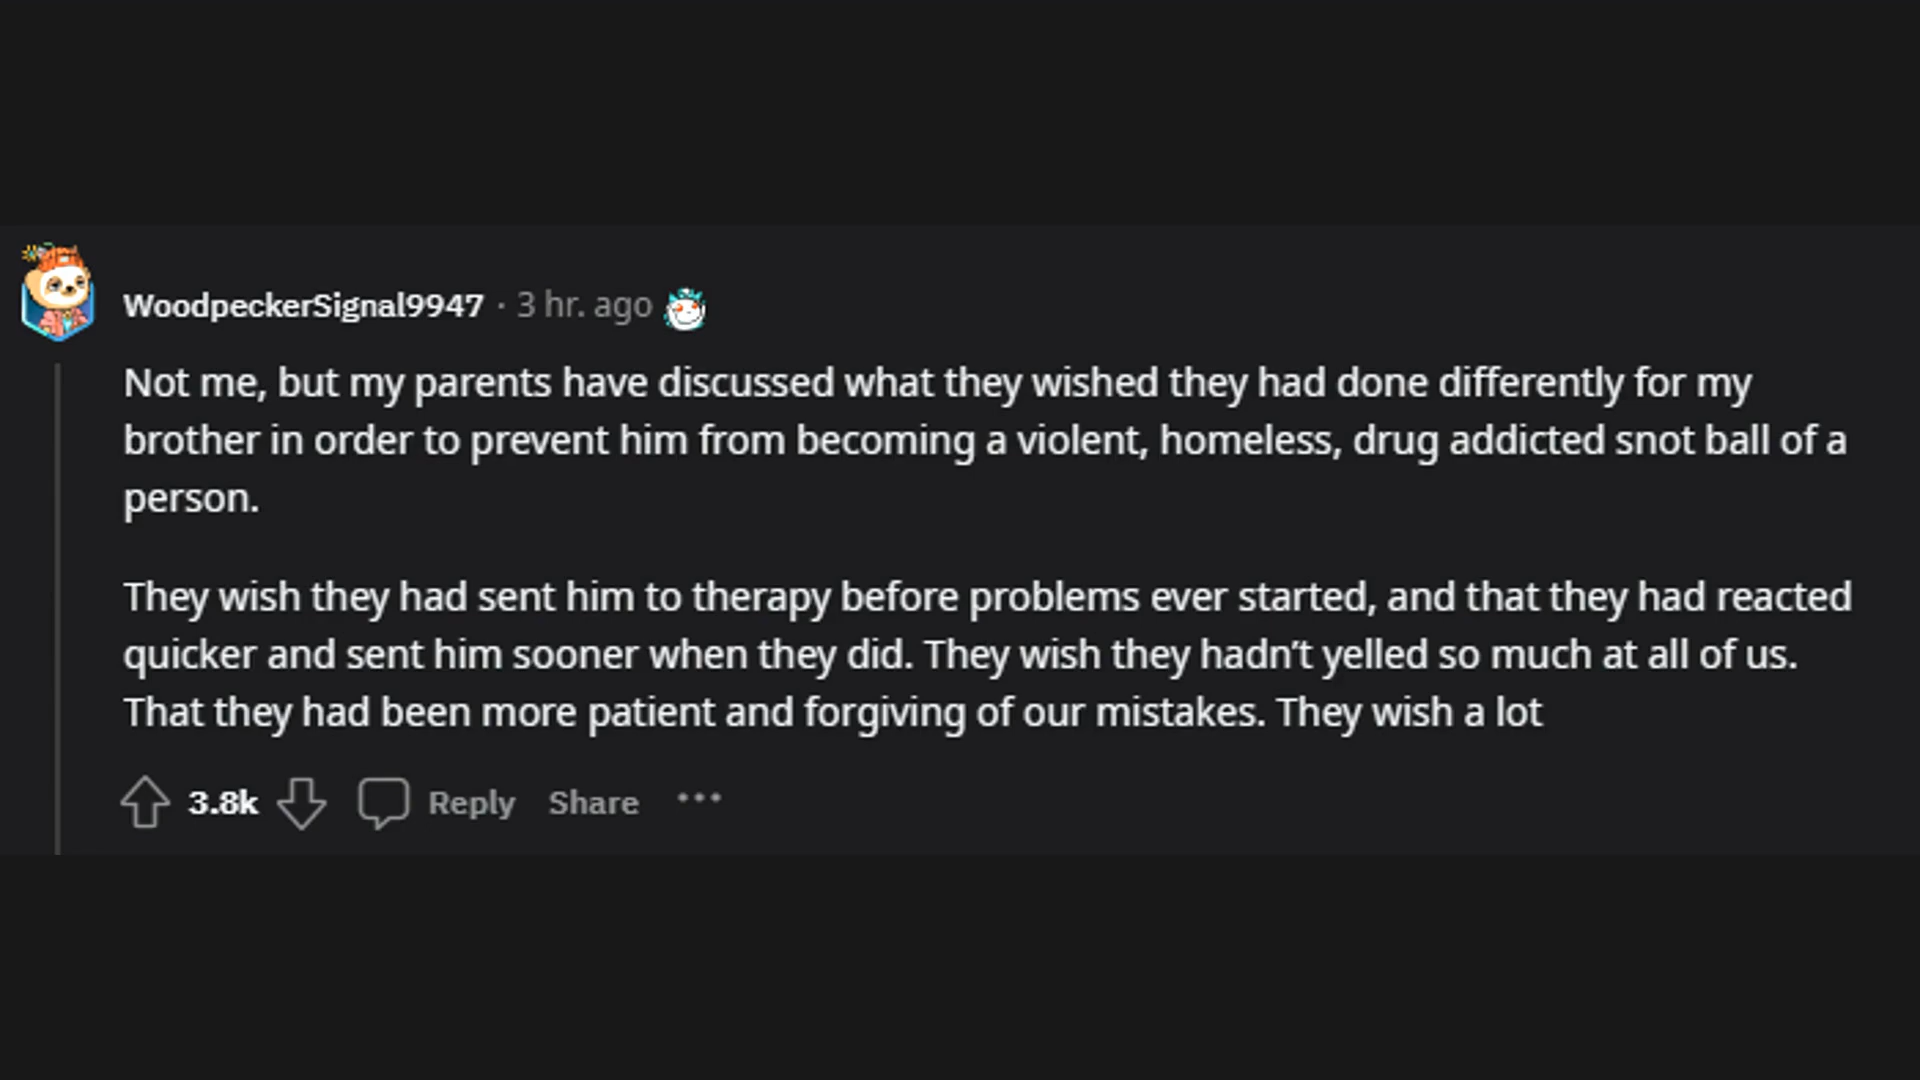 WoodpeckerSignal9947 · 3 hr. ago
Not me, but my parents have discussed what they wished they had done differently for my
brother in order to prevent him from becoming a violent, homeless, drug addicted snot ball of a
person.
They wish they had sent him to therapy before problems ever started, and that they had reacted
quicker and sent him sooner when they did. They wish they hadn’t yelled so much at all of us.
That they had been more patient and forgiving of our mistakes. They wish a lot
3.8k Reply Share ···